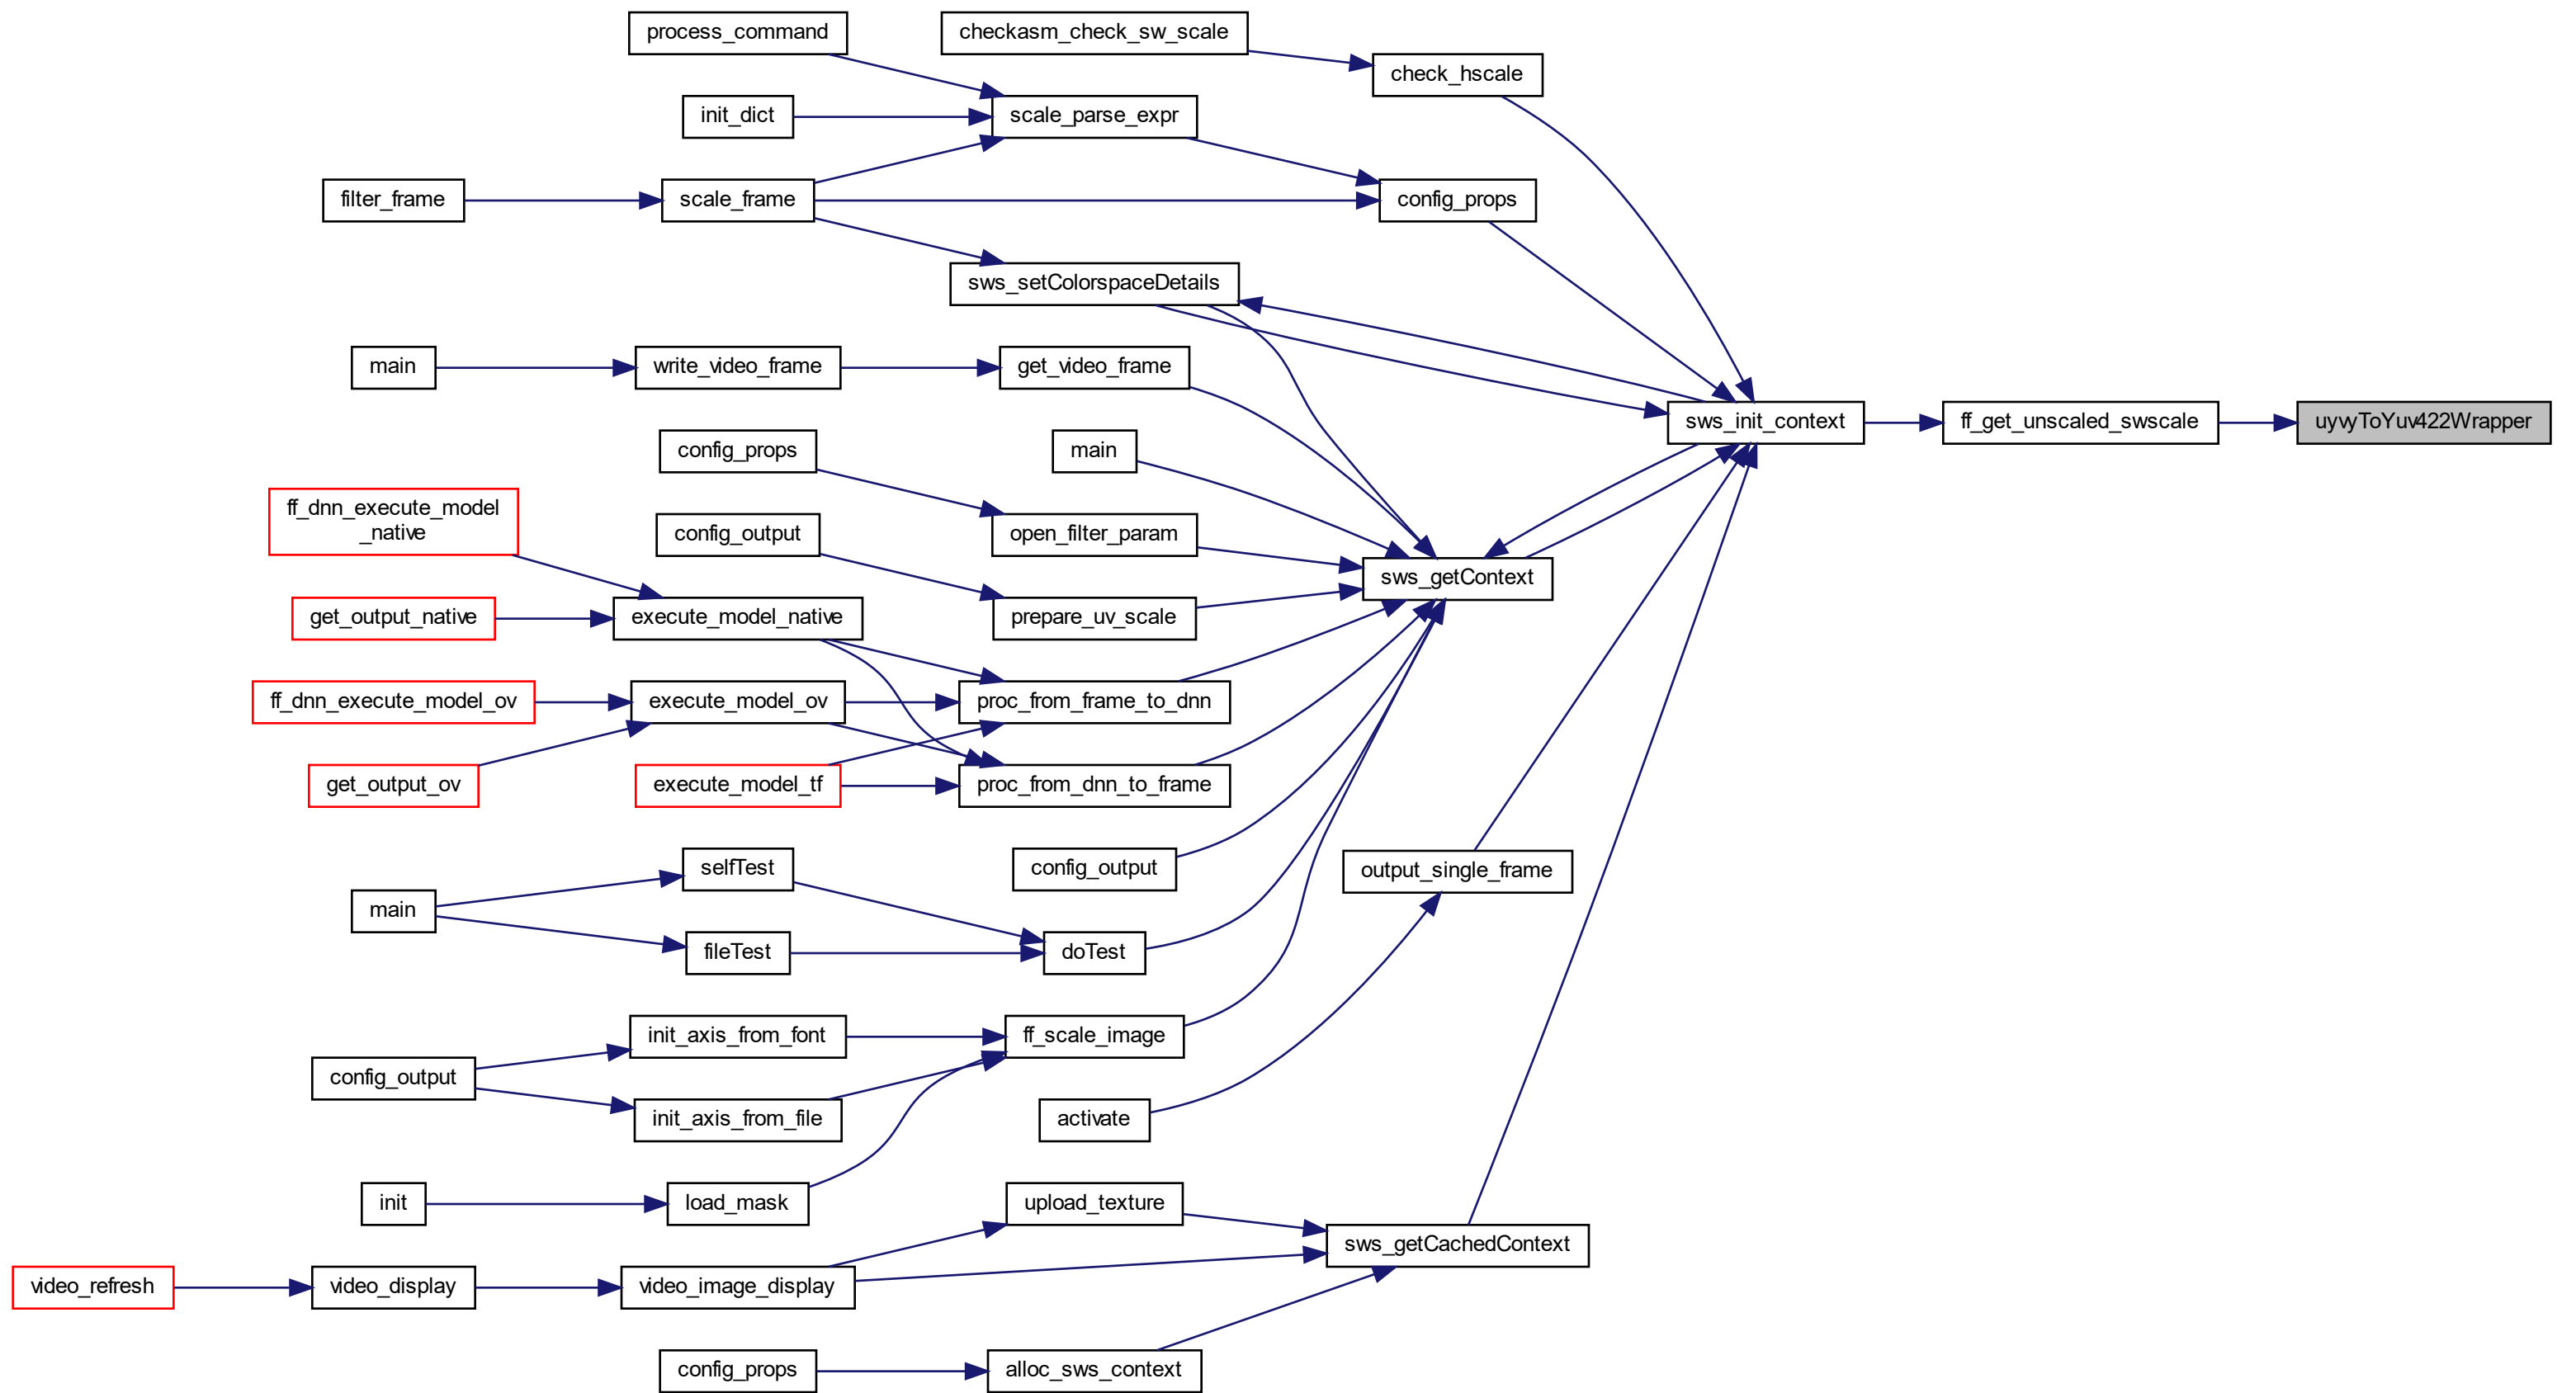 process_command
checkasm_check_sw_scale
check_hscale
init_dict
scale_parse_expr
filter_frame
scale_frame
config_props
sws_setColorspaceDetails
main
write_video_frame
get_video_frame
sws_init_context
ff_get_unscaled_swscale
uyvyToYuv422Wrapper
config_props
main
ff_dnn_execute_model
_native
config_output
open_filter_param
sws_getContext
get_output_native
execute_model_native
prepare_uv_scale
ff_dnn_execute_model_ov
execute_model_ov
proc_from_frame_to_dnn
get_output_ov
execute_model_tf
proc_from_dnn_to_frame
selfTest
config_output
output_single_frame
main
fileTest
doTest
init_axis_from_font
ff_scale_image
config_output
init_axis_from_file
activate
init
load_mask
upload_texture
sws_getCachedContext
video_refresh
video_display
video_image_display
config_props
alloc_sws_context